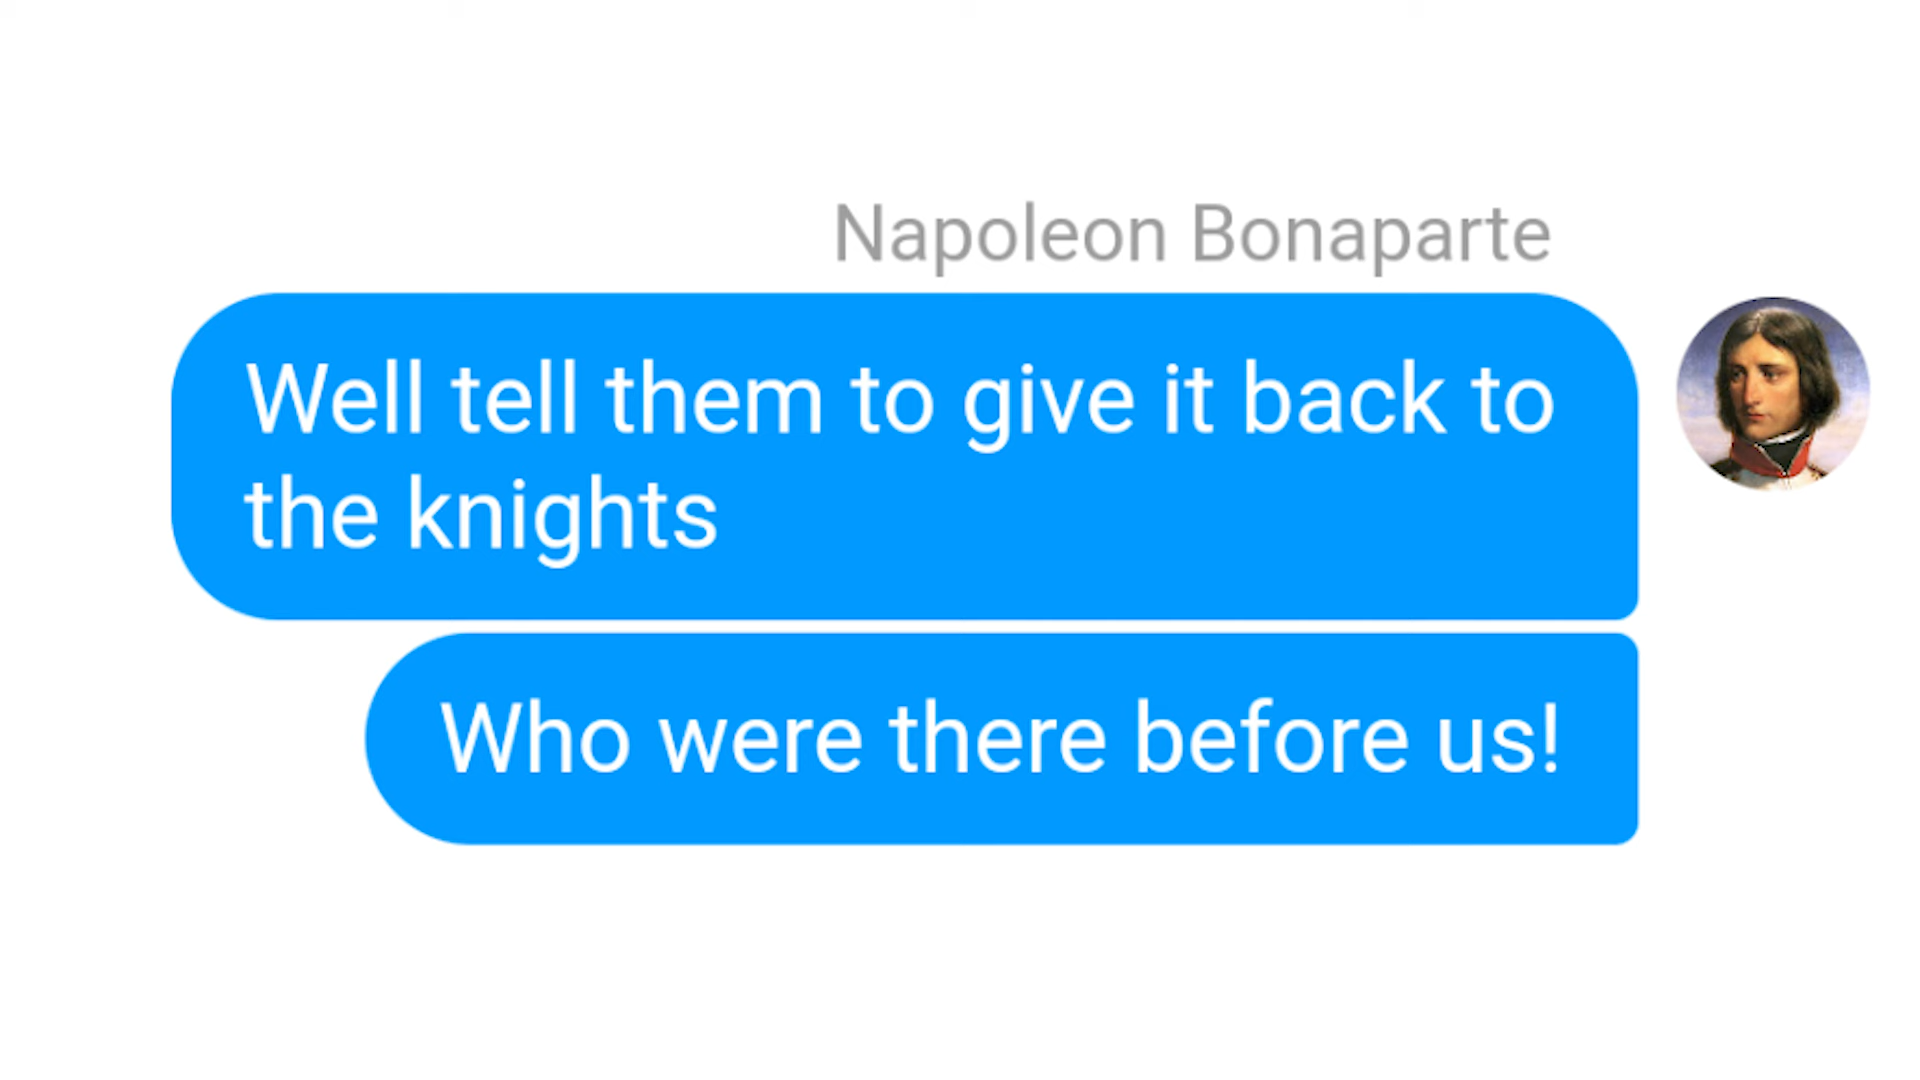 Napoleon Bonaparte
Well tell them to give it back to
the knights
Who were there before us!